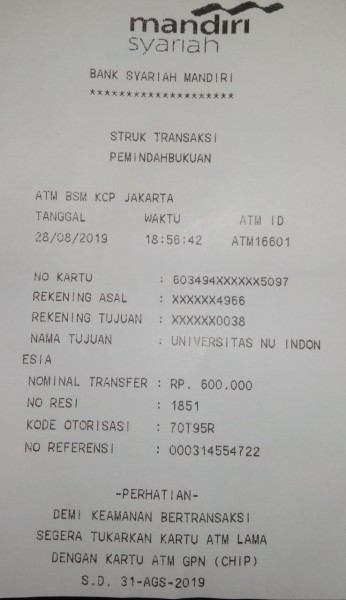 mandiri
syariah
BANK SYARIAH MANDIRI
********************
STRUK TRANSAKSI
PEMINDAHBUKUAN
ATM BSM KCP JAKARTA
TANGGAL WAKTU ATM ID
28/08/2019 18:56:42 ATM16601
NO KARTU : 603494XXXXXX5097
REKENING ASAL : XXXXXX4966
REKENING TUJUAN : XXXXXX0038
NAMA TUJUAN : UNIVERSITAS NU INDON
ESIA
NOMINAL TRANSFER : RP. 600.000
NO RESI : 1851
KODE OTORISASI : 70T95R
NO REFERENSI : 000314554722
-PERHATIAN-
DEMI KEAMANAN BERTRANSAKSI
SEGERA TUKARKAN KARTU ATM LAMA
DENGAN KARTU ATM GPN (CHIP)
S.D. 31-AGS-2019